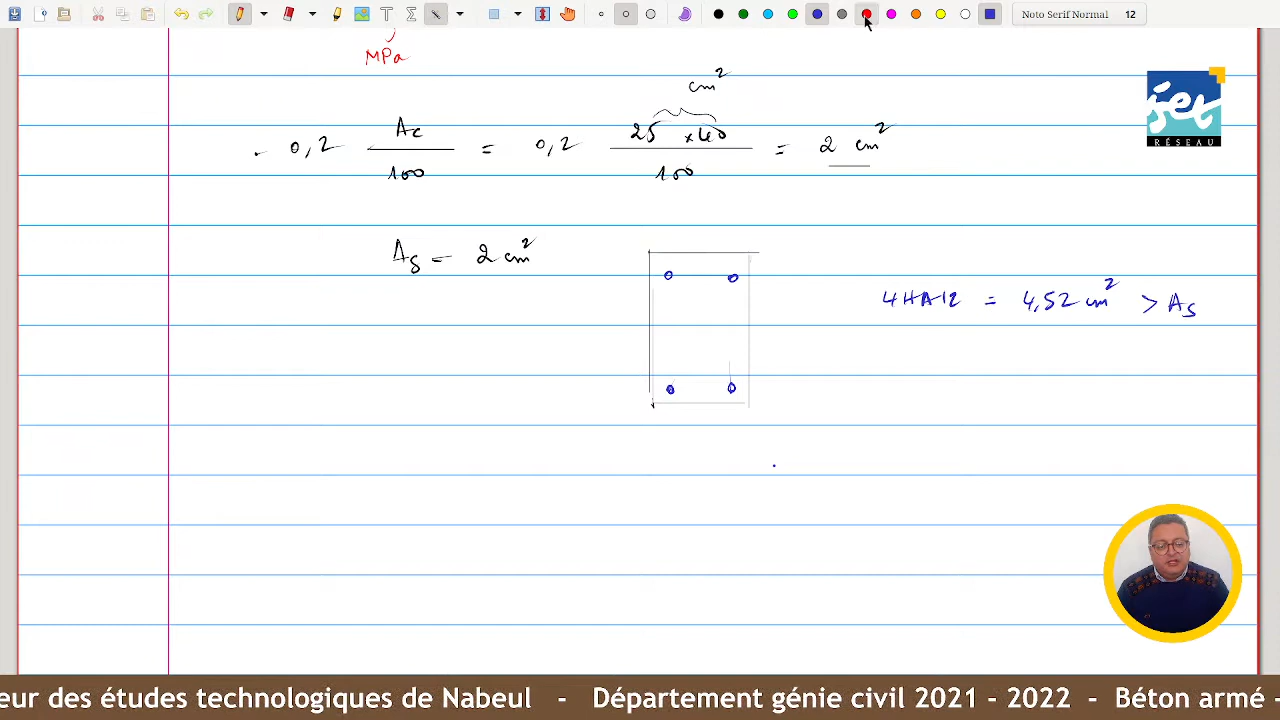 Noto Serif Normal 12
MPa
cm²
- 0,2 Ac/100 = 0,2 25 x 40/100 = 2 cm²
As = 2 cm²
4HA12 = 4,52 cm² > As
iset
RÉSEAU
eur des études technologiques de Nabeul - Département génie civil 2021 - 2022 - Béton armé -